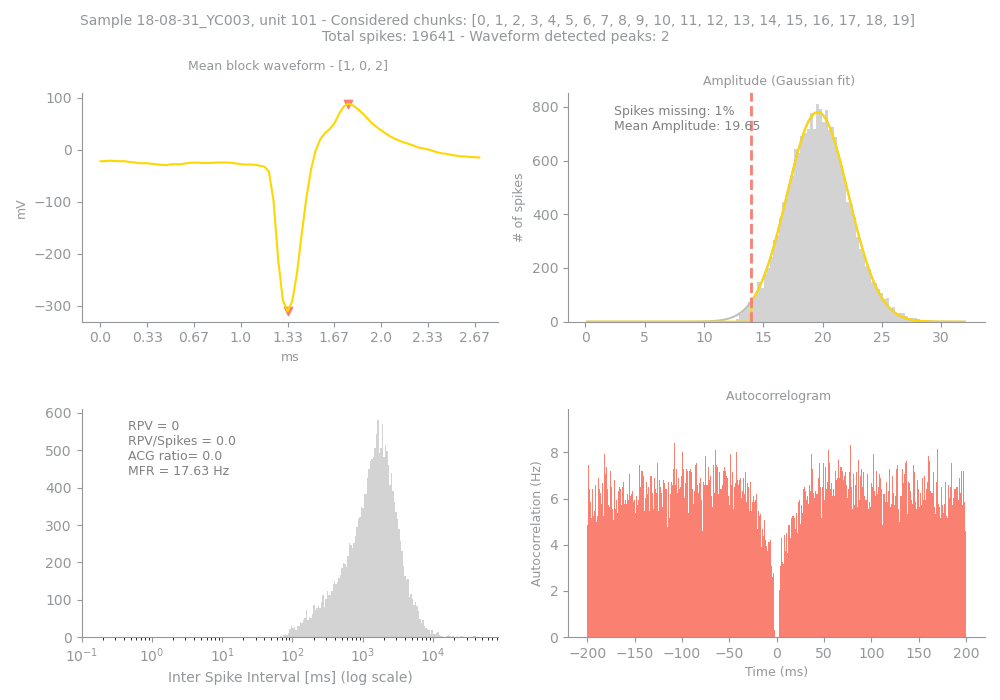 Sample 18-08-31_YC003, unit 101 - Considered chunks: [0, 1, 2, 3, 4, 5, 6, 7, 8, 9, 10, 11, 12, 13, 14, 15, 16, 17, 18, 19]
Total spikes: 19641 - Waveform detected peaks: 2
Mean block waveform - [1, 0, 2]
100
0
−100
−200
−300
mV
0.0 0.33 0.67 1.0 1.33 1.67 2.0 2.33 2.67
ms
Amplitude (Gaussian fit)
Spikes missing: 1%
Mean Amplitude: 19.65
800
600
400
200
0
# of spikes
0 5 10 15 20 25 30
RPV = 0
RPV/Spikes = 0.0
ACG ratio= 0.0
MFR = 17.63 Hz
600
500
400
300
200
100
0
10⁻¹ 10⁰ 10¹ 10² 10³ 10⁴
Inter Spike Interval [ms] (log scale)
Autocorrelogram
8
6
4
2
0
Autocorrelation (Hz)
−200 −150 −100 −50 0 50 100 150 200
Time (ms)